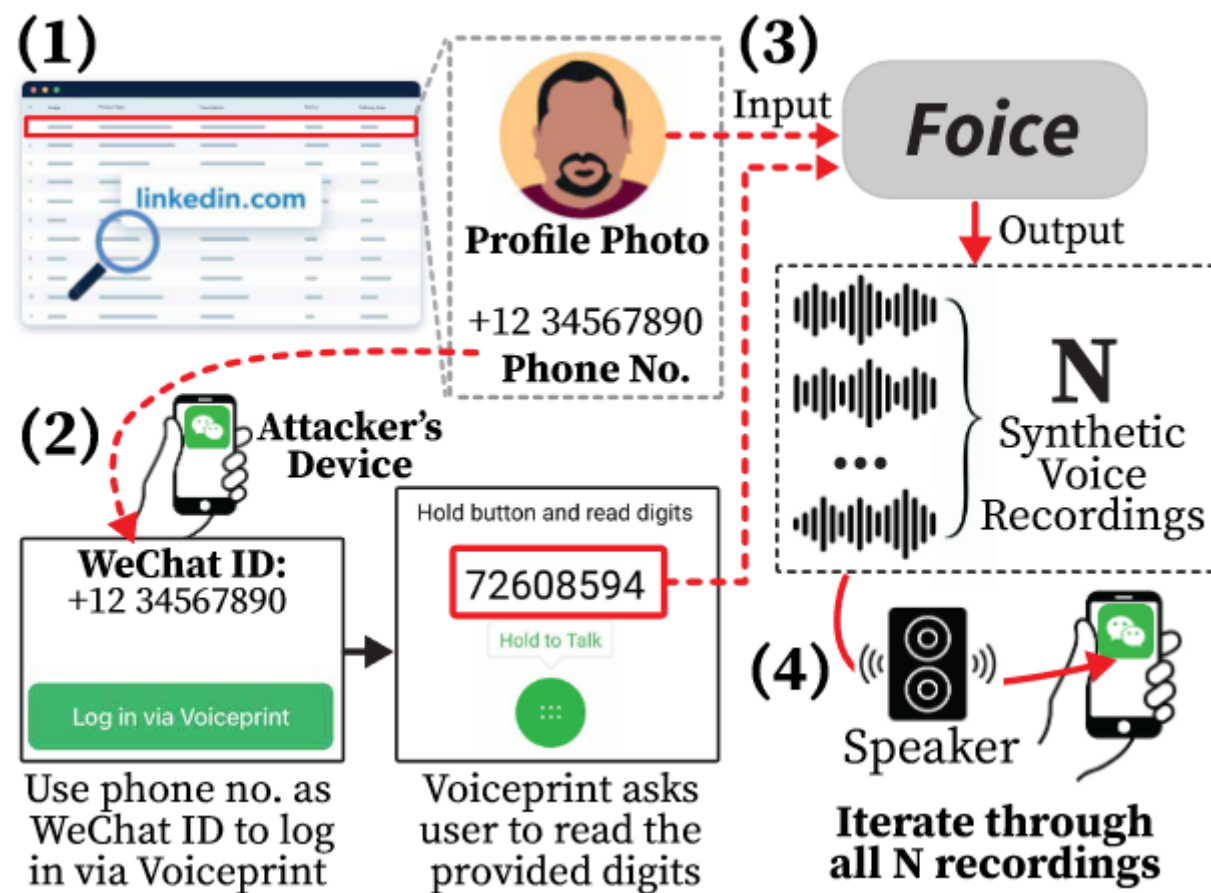 (1)
linkedin.com
Profile Photo
+12 34567890
Phone No.
(2)
Attacker's
Device
WeChat ID:
+12 34567890
Log in via Voiceprint
Use phone no. as
WeChat ID to log
in via Voiceprint
Hold button and read digits
72608594
Hold to Talk
Voiceprint asks
user to read the
provided digits
(3)
Input
Foice
Output
N
Synthetic
Voice
Recordings
(4)
Speaker
Iterate through
all N recordings